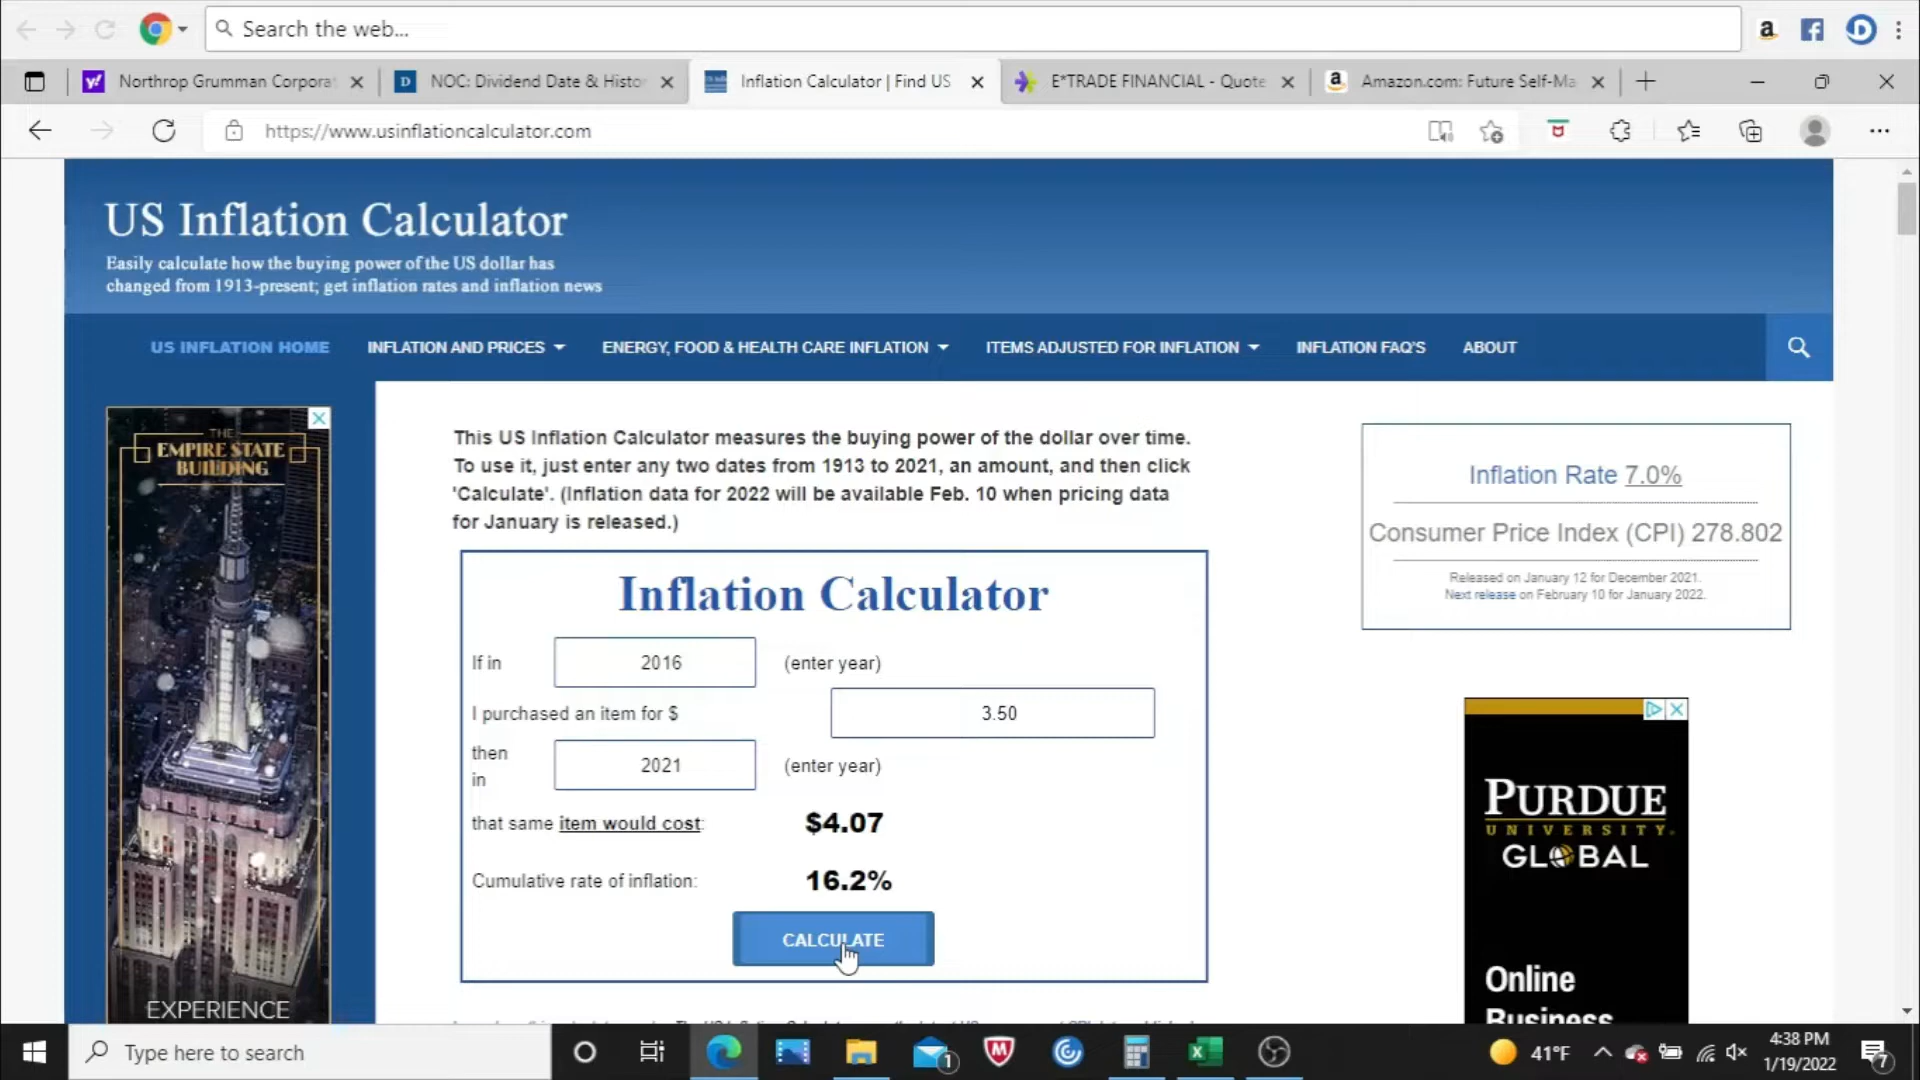 Search the web...
Northrop Grumman Corpora
NOC: Dividend Date & Histo
Inflation Calculator | Find US
E*TRADE FINANCIAL - Quote
Amazon.com: Future Self-Ma
https://www.usinflationcalculator.com
US Inflation Calculator
Easily calculate how the buying power of the US dollar has
changed from 1913-present; get inflation rates and inflation news
US INFLATION HOME
INFLATION AND PRICES
ENERGY, FOOD & HEALTH CARE INFLATION
ITEMS ADJUSTED FOR INFLATION
INFLATION FAQ'S
ABOUT
THE
EMPIRE STATE
BUILDING
EXPERIENCE
This US Inflation Calculator measures the buying power of the dollar over time.
To use it, just enter any two dates from 1913 to 2021, an amount, and then click
'Calculate'. (Inflation data for 2022 will be available Feb. 10 when pricing data
for January is released.)
Inflation Calculator
If in 2016 (enter year)
I purchased an item for $ 3.50
then
in 2021 (enter year)
that same item would cost: $4.07
Cumulative rate of inflation: 16.2%
CALCULATE
Inflation Rate 7.0%
Consumer Price Index (CPI) 278.802
Released on January 12 for December 2021.
Next release on February 10 for January 2022.
PURDUE
UNIVERSITY
GLOBAL
Online
Business
Type here to search
1
41°F
4:38 PM
1/19/2022
7